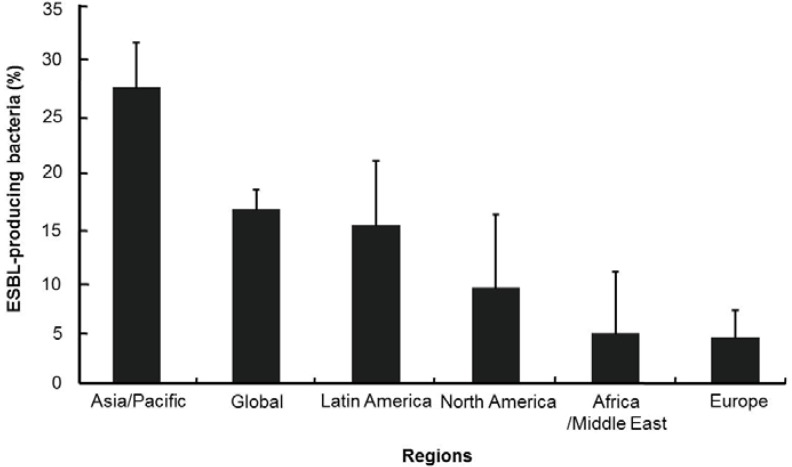 35
30
25
20
15
10
5
0
ESBL-producing bacteria (%)
Asia/Pacific
Global
Latin America
North America
Africa
/Middle East
Europe
Regions